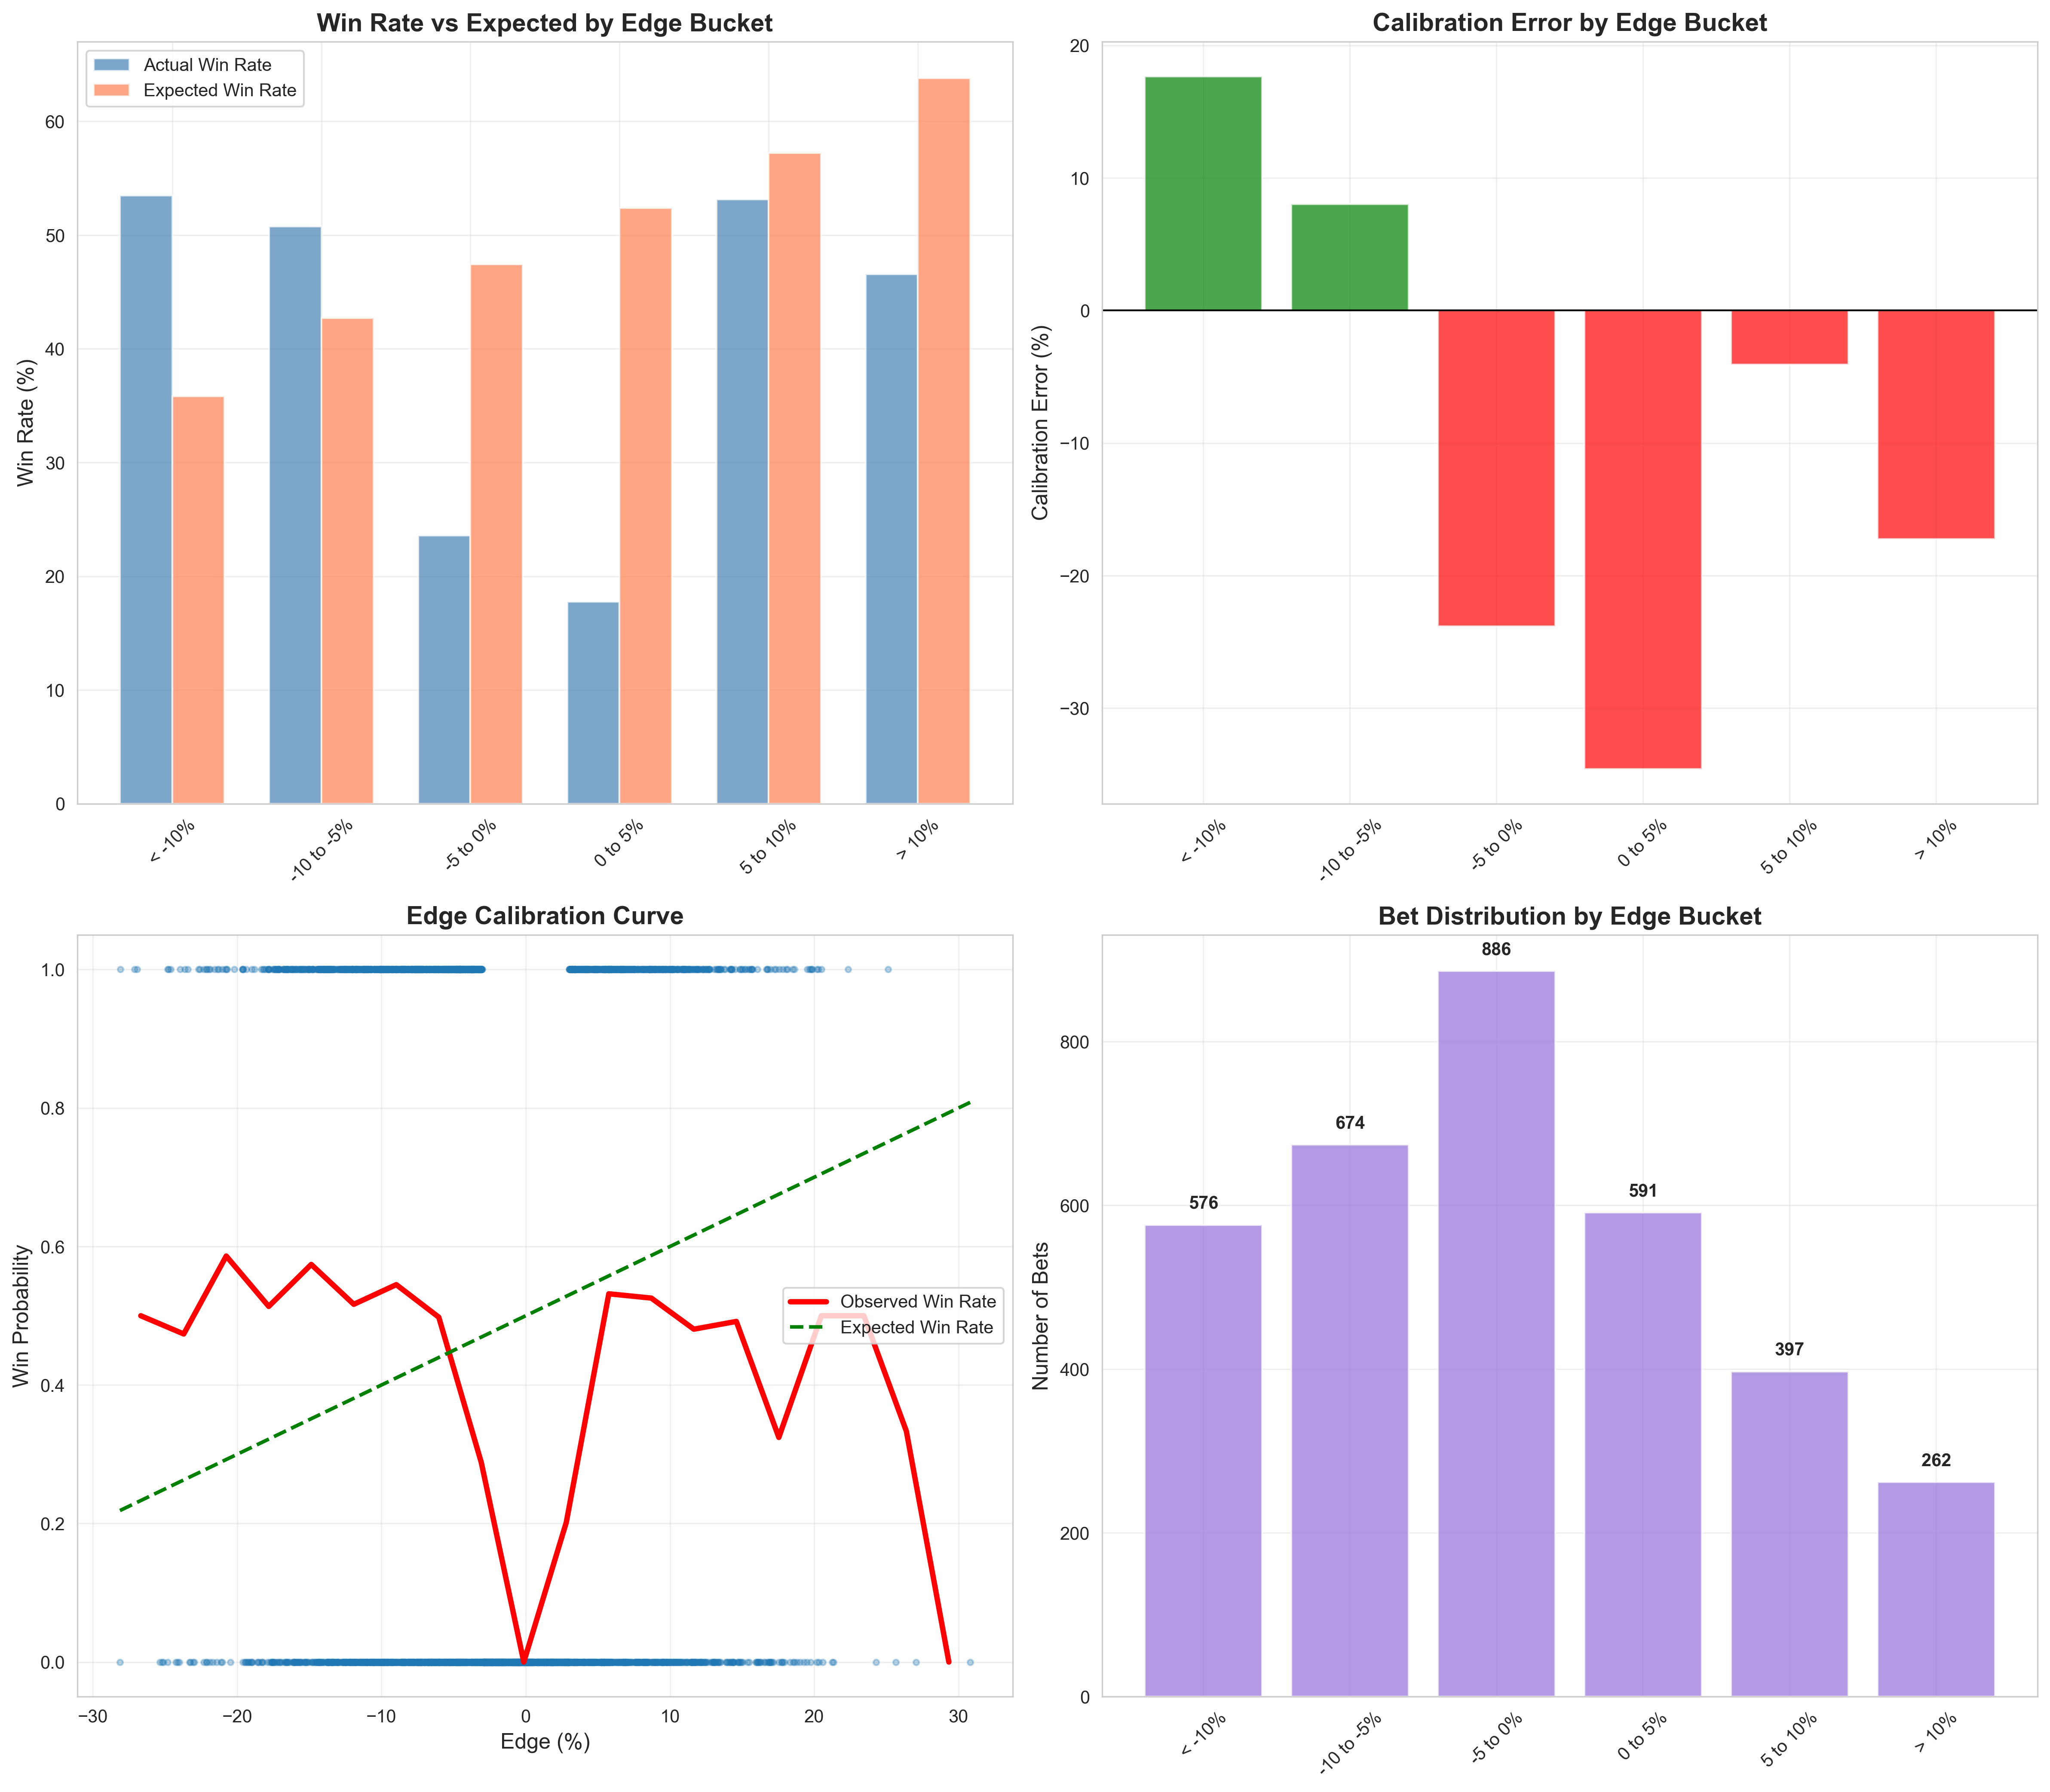 Win Rate vs Expected by Edge Bucket
Actual Win Rate
Expected Win Rate
Win Rate (%)
60
50
40
30
20
10
0
< -10%
-10 to -5%
-5 to 0%
0 to 5%
5 to 10%
> 10%
Calibration Error by Edge Bucket
Calibration Error (%)
20
10
0
−10
−20
−30
< -10%
-10 to -5%
-5 to 0%
0 to 5%
5 to 10%
> 10%
Edge Calibration Curve
Win Probability
1.0
0.8
0.6
0.4
0.2
0.0
Observed Win Rate
Expected Win Rate
−30
−20
−10
0
10
20
30
Edge (%)
Bet Distribution by Edge Bucket
Number of Bets
800
600
400
200
0
576
674
886
591
397
262
< -10%
-10 to -5%
-5 to 0%
0 to 5%
5 to 10%
> 10%